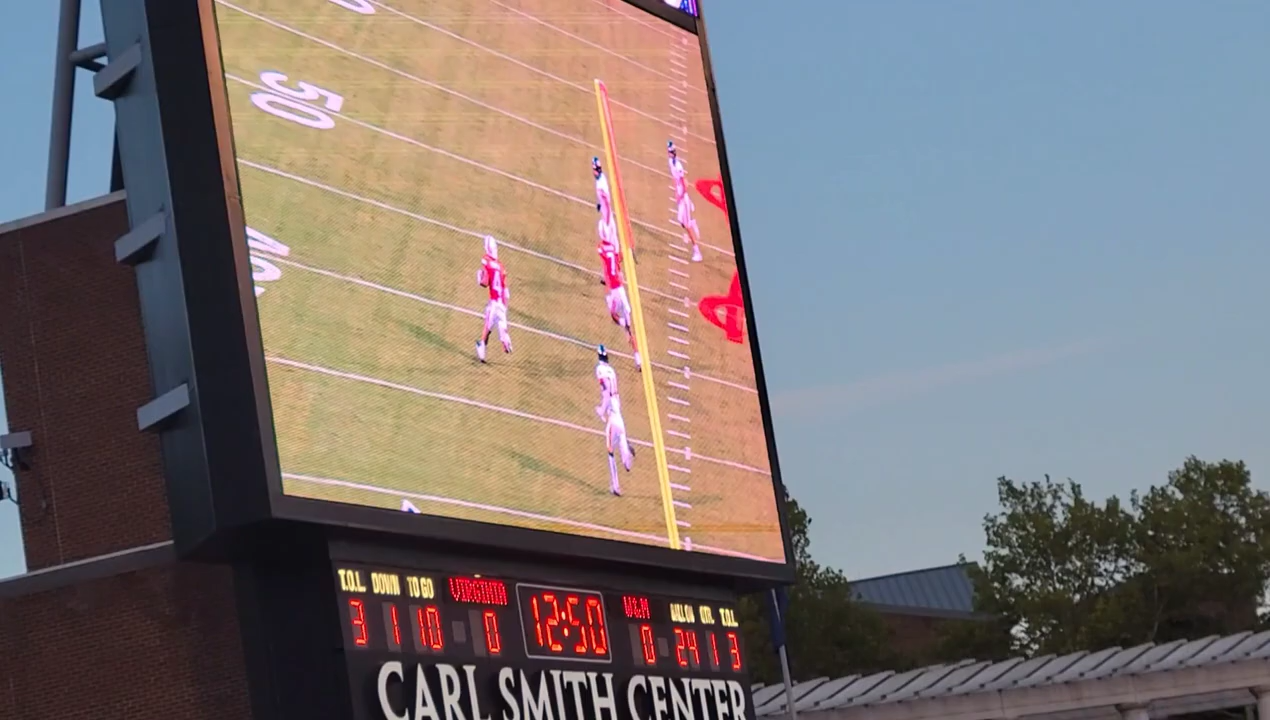 50
4
T.O.L. DOWN TO GO VIRGINIA 12:50 W&M BALL ON QTR T.O.L.
3 1 10 0 0 24 1 3
CARL SMITH CENTER